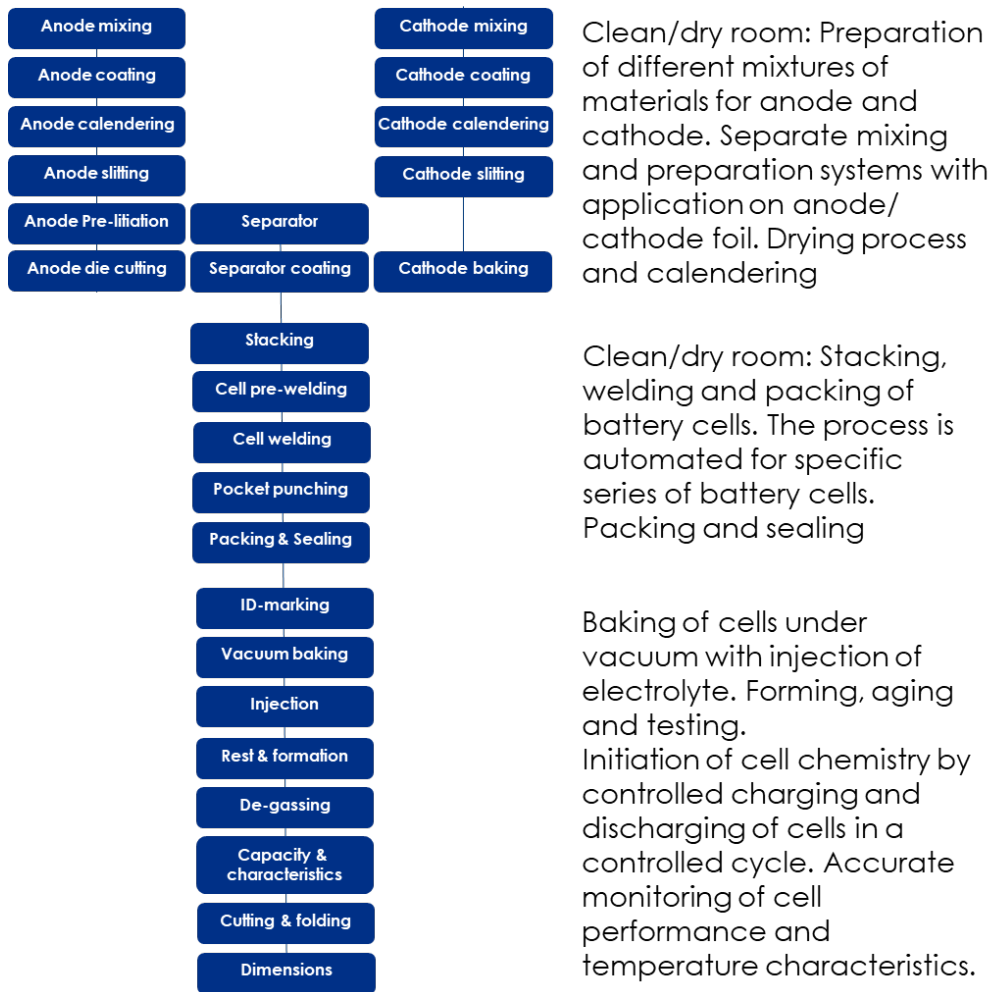 Anode mixing
Anode coating
Anode calendering
Anode slitting
Anode Pre-litiation
Anode die cutting
Separator
Separator coating
Cathode mixing
Cathode coating
Cathode calendering
Cathode slitting
Cathode baking
Clean/dry room: Preparation
of different mixtures of
materials for anode and
cathode. Separate mixing
and preparation systems with
application on anode/
cathode foil. Drying process
and calendering
Stacking
Cell pre-welding
Cell welding
Pocket punching
Packing & Sealing
Clean/dry room: Stacking,
welding and packing of
battery cells. The process is
automated for specific
series of battery cells.
Packing and sealing
ID-marking
Vacuum baking
Injection
Rest & formation
De-gassing
Capacity &
characteristics
Cutting & folding
Dimensions
Baking of cells under
vacuum with injection of
electrolyte. Forming, aging
and testing.
Initiation of cell chemistry by
controlled charging and
discharging of cells in a
controlled cycle. Accurate
monitoring of cell
performance and
temperature characteristics.